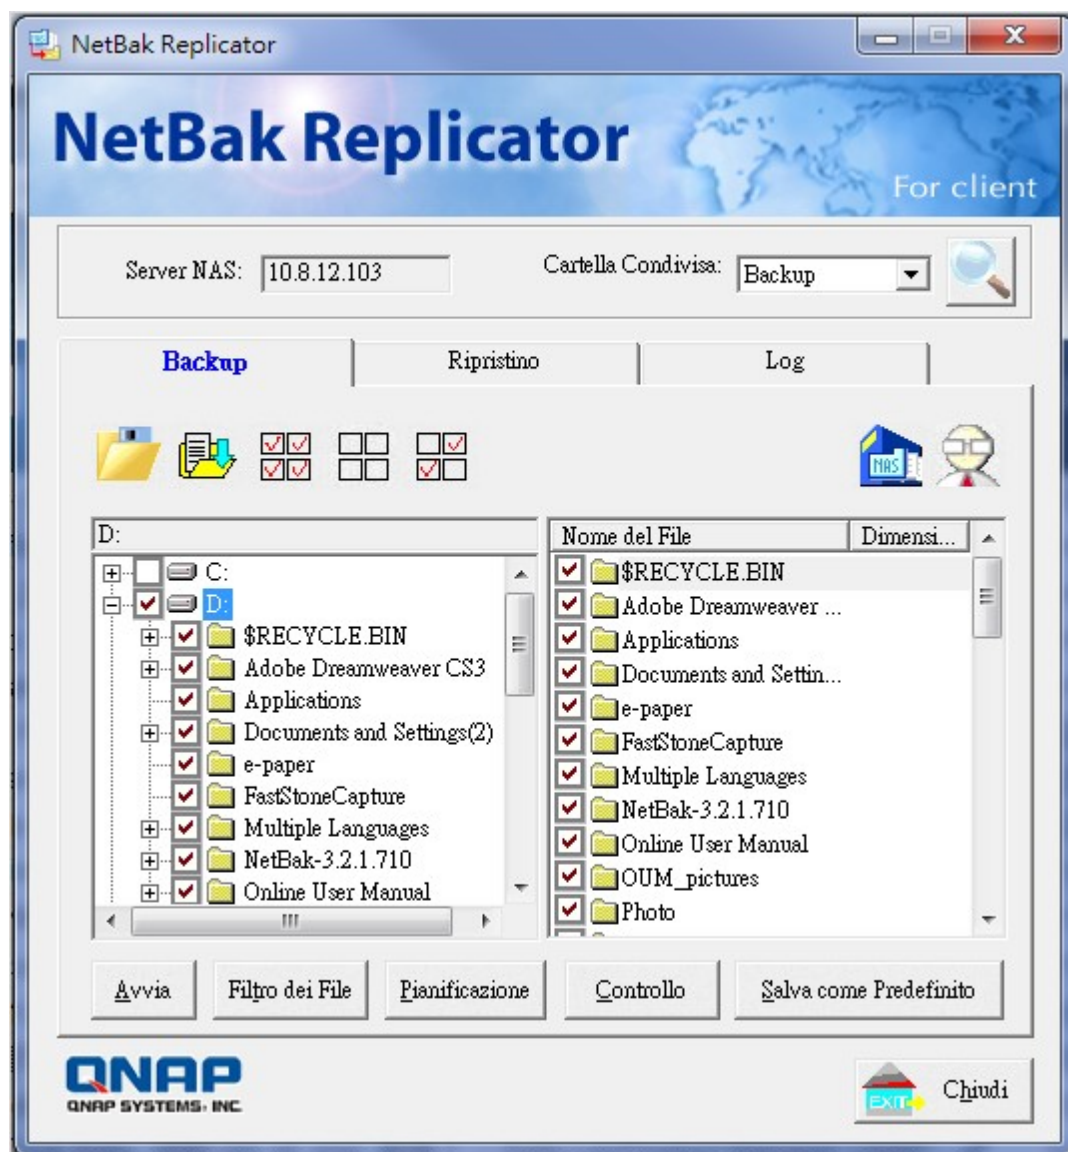 NetBak Replicator
NetBak Replicator
For client
Server NAS: 10.8.12.103 Cartella Condivisa: Backup
Backup Ripristino Log
NAS
D:
C:
D:
$RECYCLE.BIN
Adobe Dreamweaver CS3
Applications
Documents and Settings(2)
e-paper
FastStoneCapture
Multiple Languages
NetBak-3.2.1.710
Online User Manual
Nome del File Dimensi...
$RECYCLE.BIN
Adobe Dreamweaver ...
Applications
Documents and Settin...
e-paper
FastStoneCapture
Multiple Languages
NetBak-3.2.1.710
Online User Manual
OUM_pictures
Photo
Avvia Filtro dei File Pianificazione Controllo Salva come Predefinito
QNAP
QNAP SYSTEMS, INC.
EXIT Chiudi